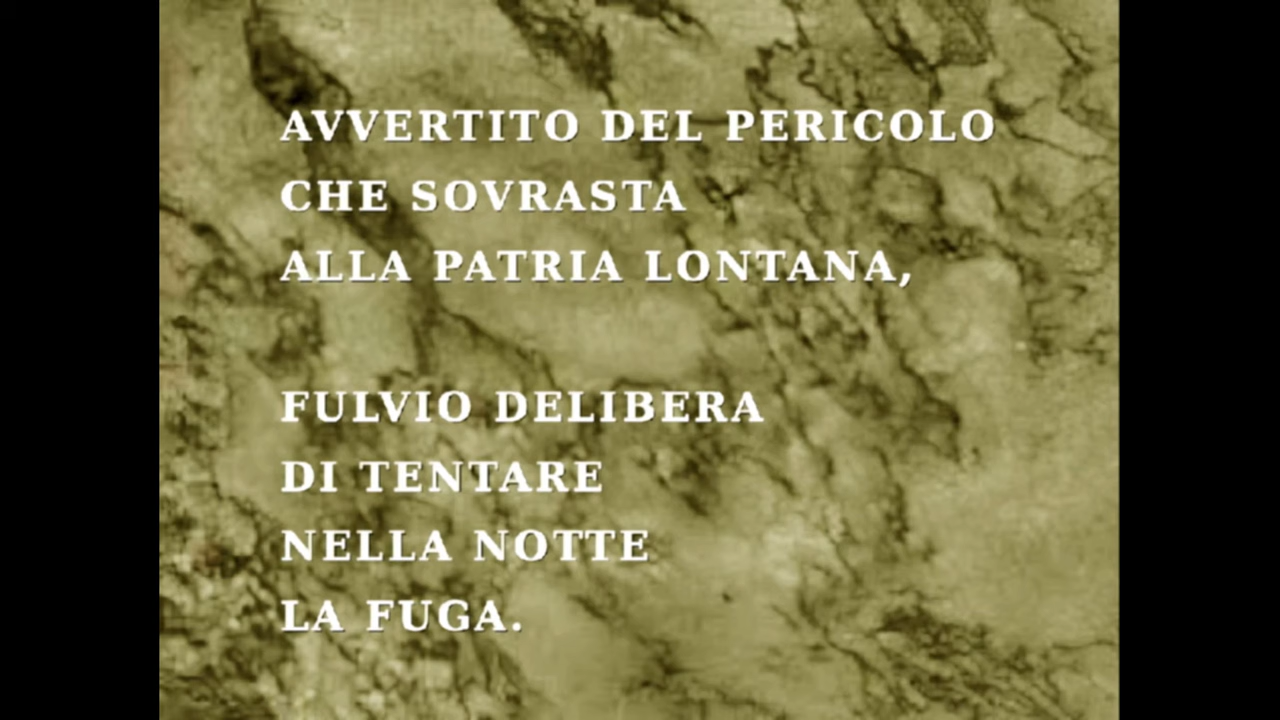 AVVERTITO DEL PERICOLO
CHE SOVRASTA
ALLA PATRIA LONTANA,
FULVIO DELIBERA
DI TENTARE
NELLA NOTTE
LA FUGA.